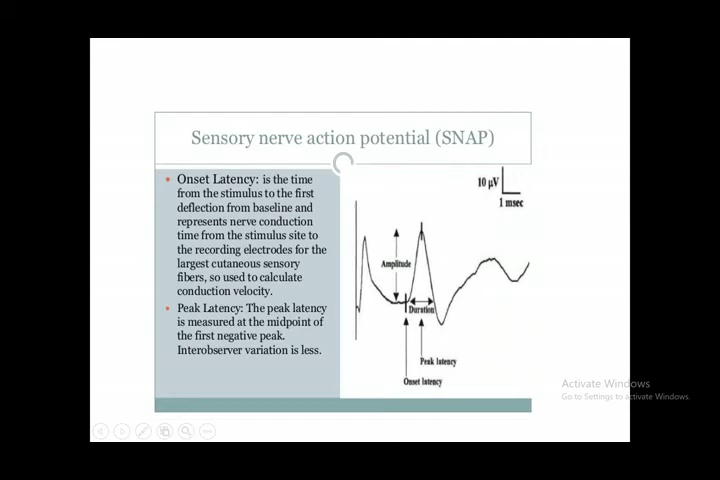 Sensory nerve action potential (SNAP)
• Onset Latency: is the time
from the stimulus to the first
deflection from baseline and
represents nerve conduction
time from the stimulus site to
the recording electrodes for the
largest cutaneous sensory
fibers, so used to calculate
conduction velocity.
• Peak Latency: The peak latency
is measured at the midpoint of
the first negative peak.
Interobserver variation is less.
10 μV
1 msec
Amplitude
Duration
Peak latency
Onset latency
Activate Windows
Go to Settings to activate Windows.